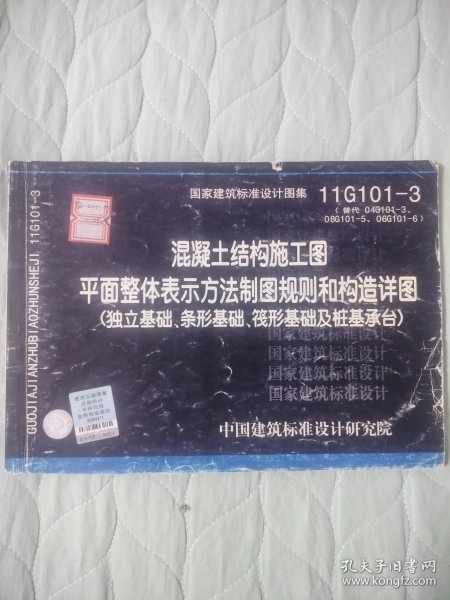 国家建筑标准设计图集 11G101-3
(替代 04G101-3、
08G101-5、06G101-6)
混凝土结构施工图
平面整体表示方法制图规则和构造详图
(独立基础、条形基础、筏形基础及桩基承台)
国家建筑标准设计
国家建筑标准设计
国家建筑标准设计
国家建筑标准设计
中国建筑标准设计研究院
GUOJIAJIANZHUBIAOZHUNSHEJI 11G101-3
孔夫子旧书网
www.kongfz.com